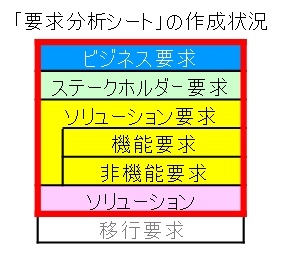 「要求分析シート」の作成状況
ビジネス要求
ステークホルダー要求
ソリューション要求
機能要求
非機能要求
ソリューション
移行要求